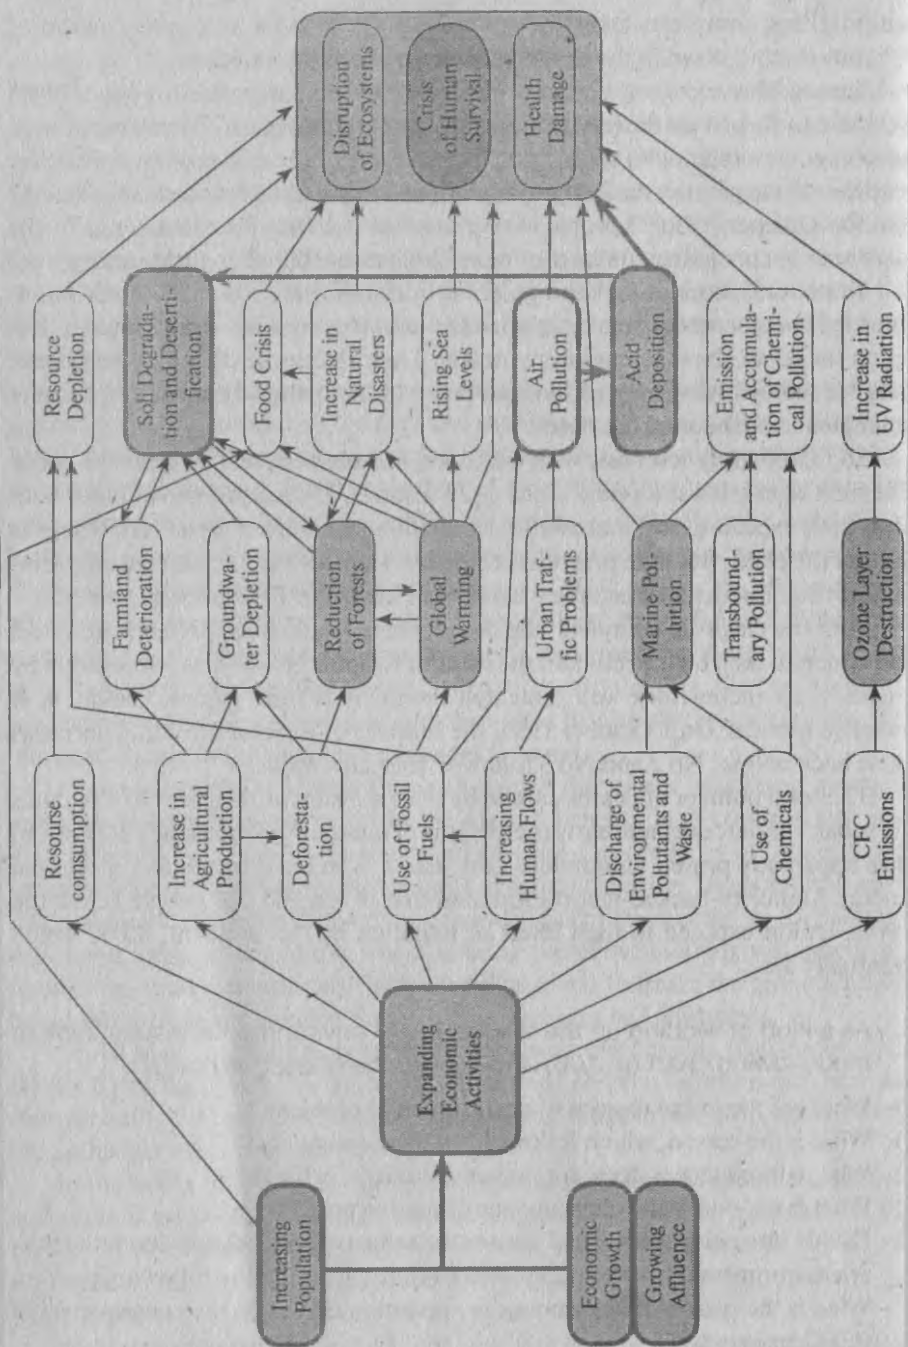 Increasing
Population
Economic
Growth
Growing
Affluence
Expanding
Economic
Activities
Resourse
consumption
Increase in
Agricultural
Production
Deforesta-
tion
Use of Fossil
Fuels
Increasing
Human-Flows
Discharge of
Environmental
Pollutants and
Waste
Use of
Chemicals
CFC
Emissions
Farmiand
Deterioration
Groundwa-
ter Depletion
Reduction
of Forests
Global
Warming
Urban Traf-
fic Problems
Marine Pol-
lution
Transbound-
ary Pollution
Ozone Layer
Destruction
Resource
Depletion
Soli Degrada-
tion and Deserti-
fication
Food Crisis
Increase in
Natural
Disasters
Rising Sea
Levels
Air
Pollution
Acid
Deposition
Emission
and Accumula-
tion of Chemi-
cal Pollution
Increase in
UV Radiation
Disruption
of Ecosystems
Crisis
of Human
Survival
Health
Damage